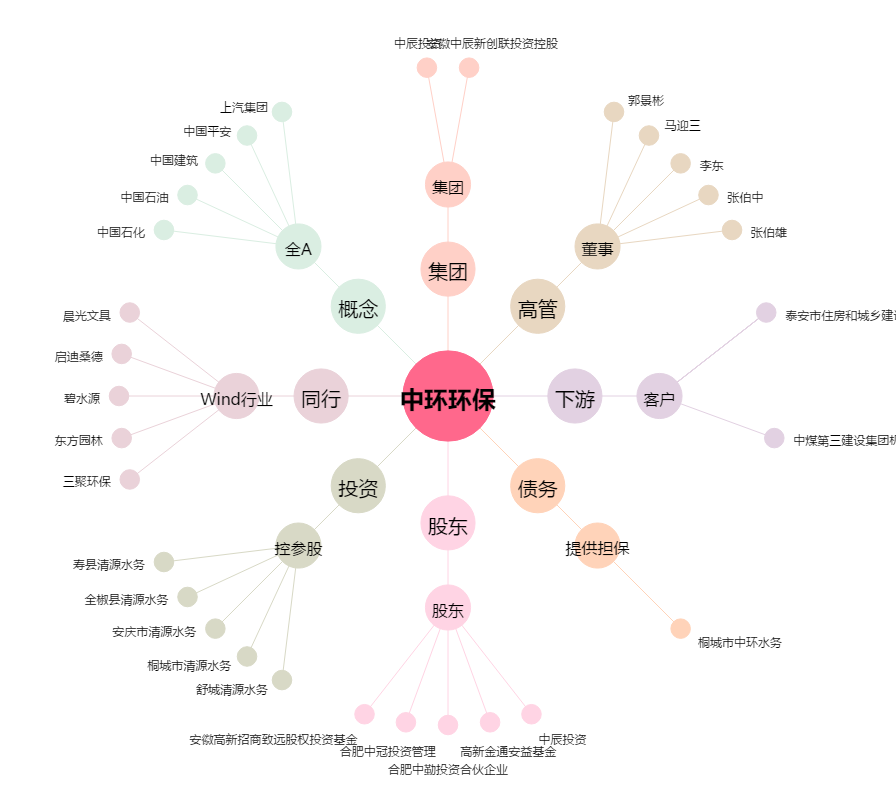 中辰投资
安徽中辰新创联投资控股
集团
集团
上汽集团
中国平安
中国建筑
中国石油
中国石化
全A
概念
郭景彬
马迎三
李东
张伯中
张伯雄
董事
高管
晨光文具
启迪桑德
碧水源
东方园林
三聚环保
Wind行业
同行
中环环保
下游
客户
泰安市住房和城乡建设
中煤第三建设集团机
投资
控参股
寿县清源水务
全椒县清源水务
安庆市清源水务
桐城市清源水务
舒城清源水务
债务
提供担保
桐城市中环水务
股东
股东
安徽高新招商致远股权投资基金
合肥中冠投资管理
合肥中勤投资合伙企业
高新金通安益基金
中辰投资